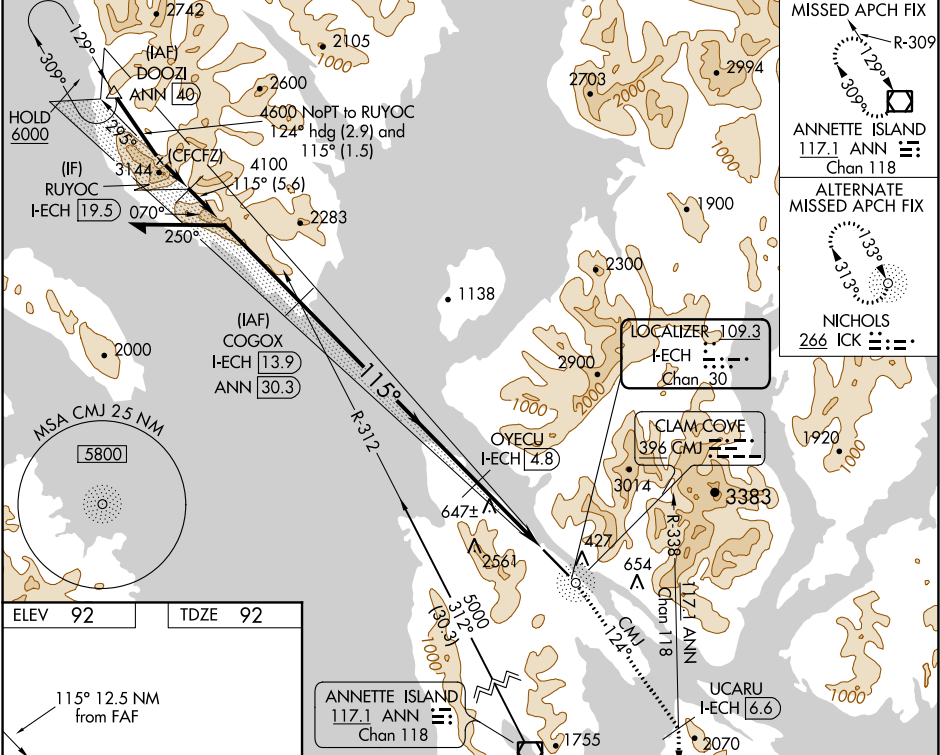 2742
129°
309°
(IAF)
DOOZI
ANN 40
2105
1000
2600
HOLD
6000
295°
4600 NoPT to RUYOC
124° hdg (2.9) and
115° (1.5)
(CFCFZ)
3144
4100
115° (5.6)
(IF)
RUYOC
I-ECH 19.5
070°
250°
2283
2703
2000
2994
1000
1900
2300
1138
2900
1000
2000
(IAF)
COGOX
I-ECH 13.9
ANN 30.3
2000
115°
R-312
LOCALIZER 109.3
I-ECH
Chan 30
CLAM COVE
396 CMJ
OYECU
I-ECH 4.8
3014
3383
1920
1000
647±
2561
427
654
R-338
117.1 ANN
Chan 118
MSA CMJ 25 NM
5800
5000
312°
(30.3)
1000
CMJ
124°
UCARU
I-ECH 6.6
2070
1755
1000
ANNETTE ISLAND
117.1 ANN
Chan 118
ELEV 92
TDZE 92
115° 12.5 NM
from FAF
MISSED APCH FIX
R-309
129°
309°
ANNETTE ISLAND
117.1 ANN
Chan 118
ALTERNATE
MISSED APCH FIX
133°
313°
NICHOLS
266 ICK